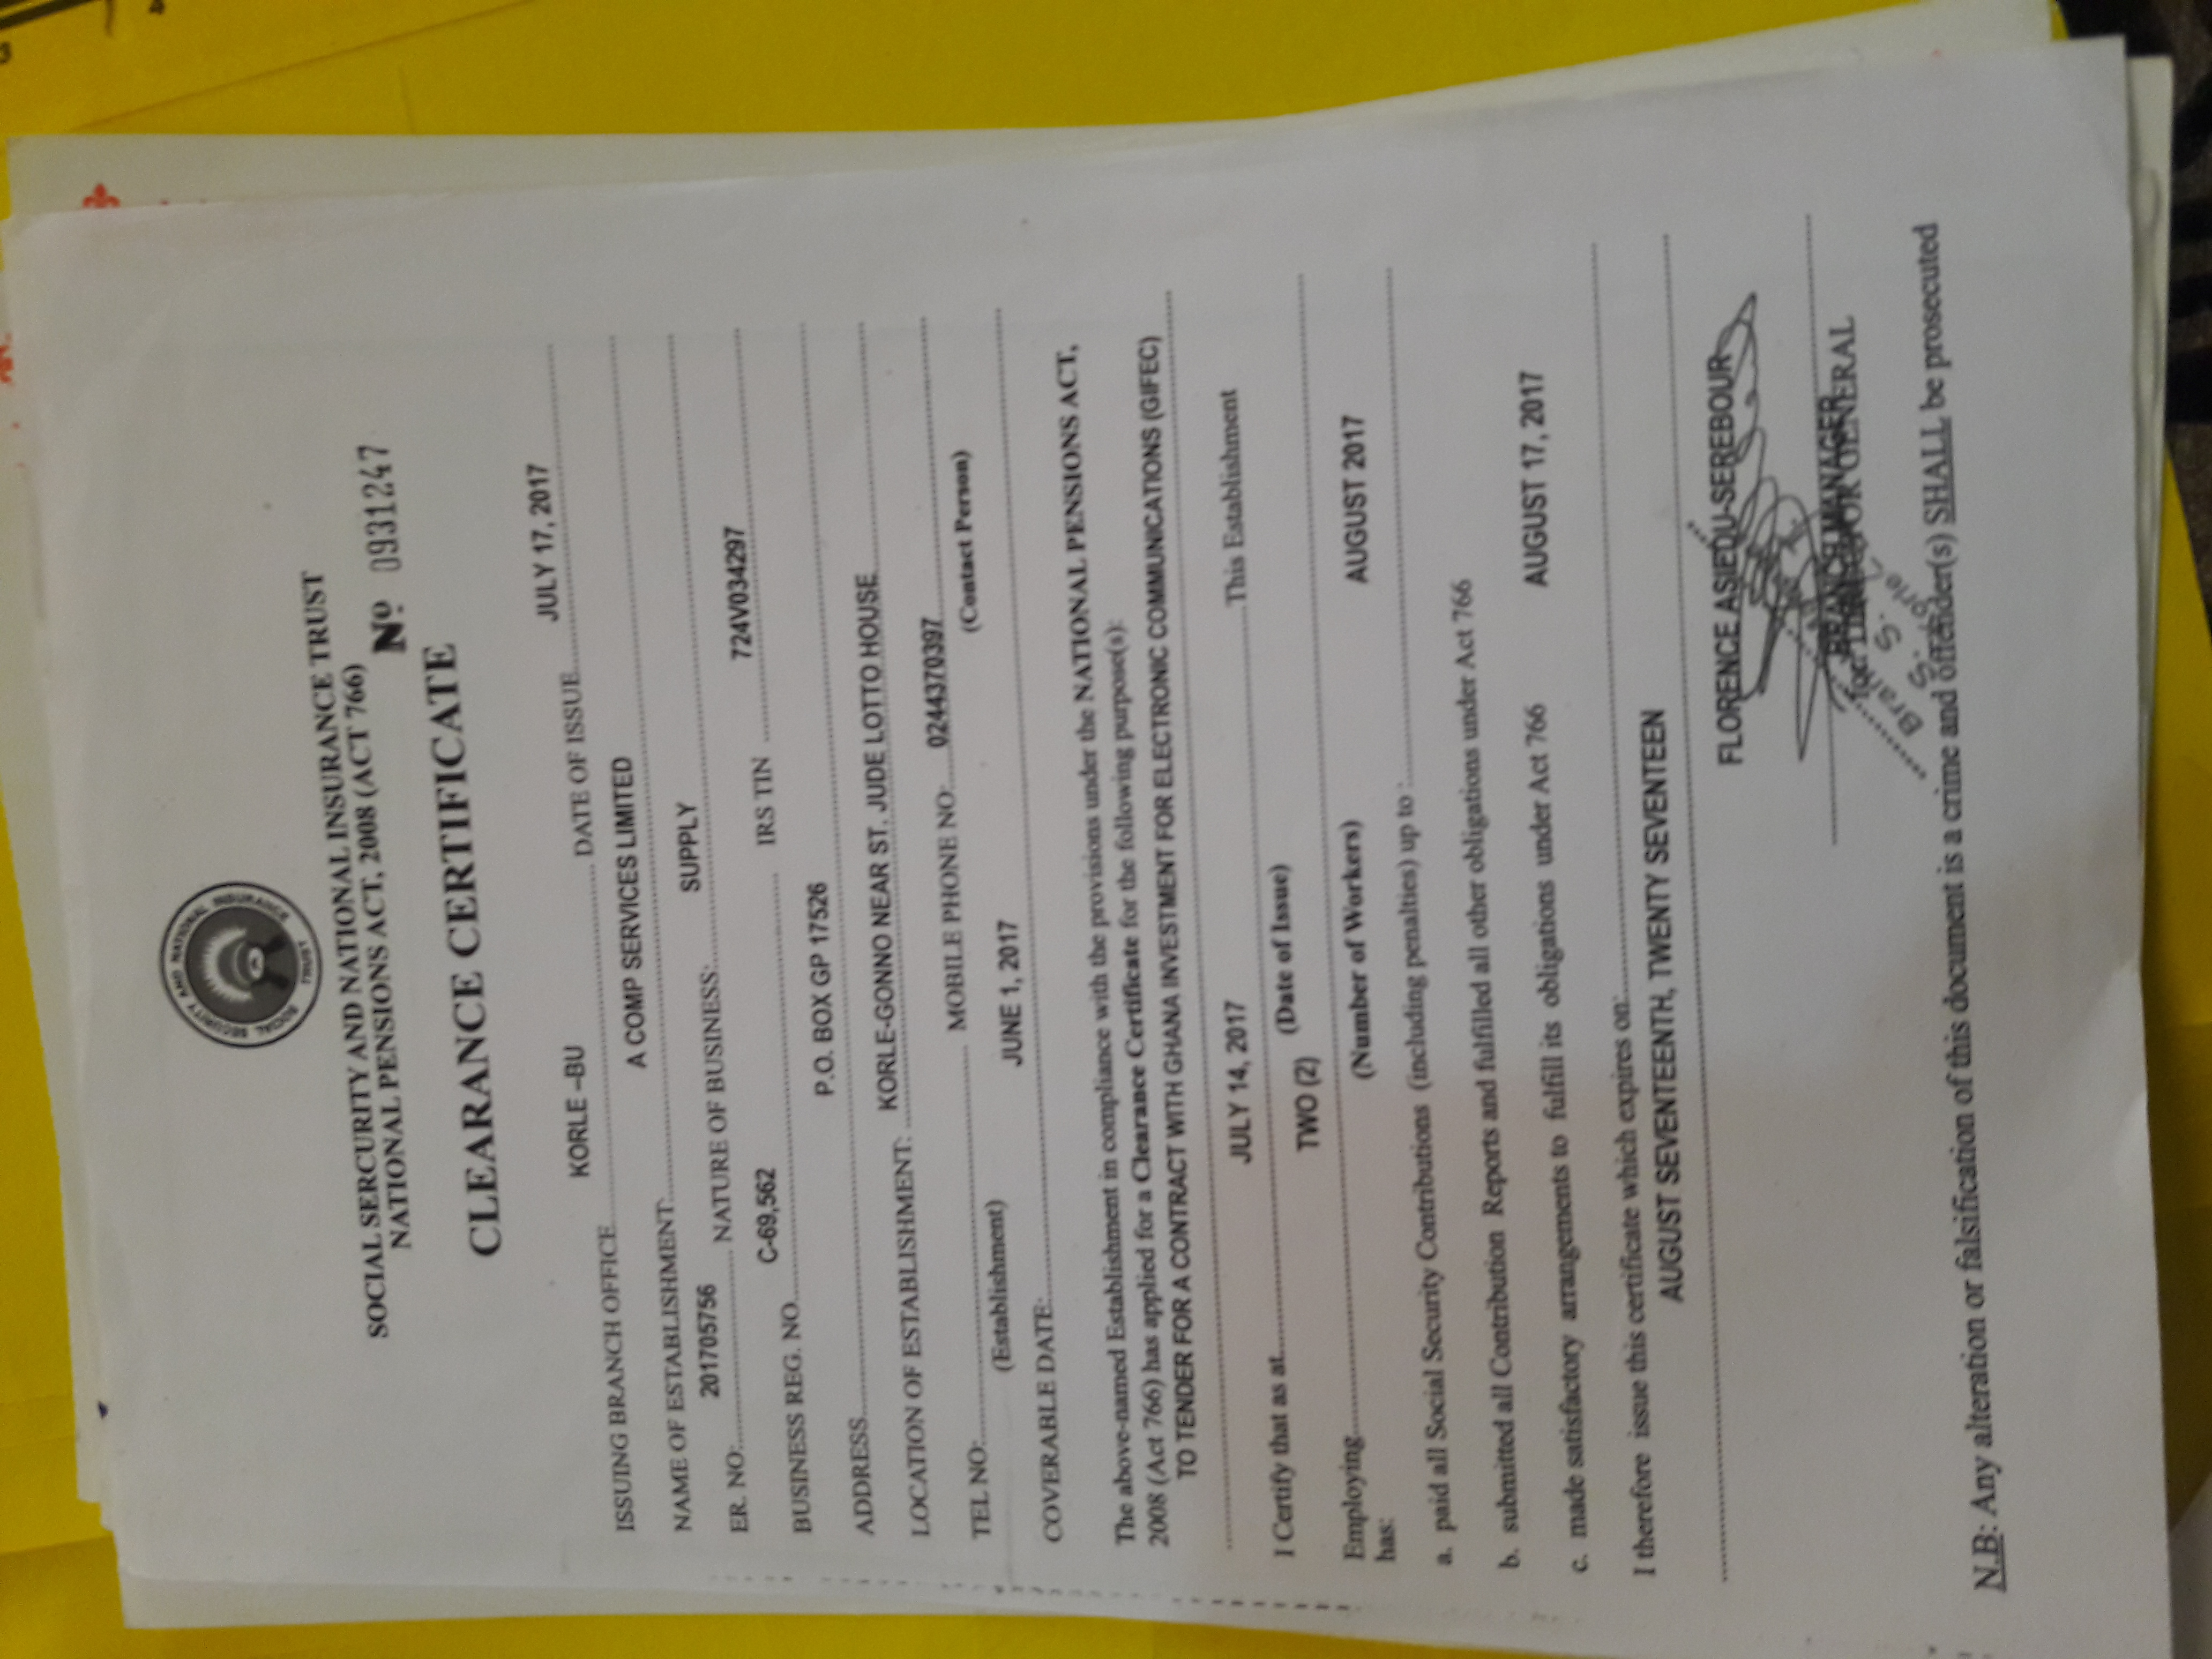 SOCIAL SECURITY AND NATIONAL INSURANCE
TRUST
SOCIAL SERCURITY AND NATIONAL INSURANCE TRUST
NATIONAL PENSIONS ACT, 2008 (ACT 766)
Nº 0931247
CLEARANCE CERTIFICATE
ISSUING BRANCH OFFICE KORLE –BU DATE OF ISSUE JULY 17, 2017
NAME OF ESTABLISHMENT: A COMP SERVICES LIMITED
ER. NO: 201705756 NATURE OF BUSINESS: SUPPLY
BUSINESS REG. NO C-69,562 IRS TIN 724V034297
ADDRESS P.O. BOX GP 17526
LOCATION OF ESTABLISHMENT: KORLE-GONNO NEAR ST. JUDE LOTTO HOUSE
TEL NO: MOBILE PHONE NO: 0244370397
(Establishment) (Contact Person)
COVERABLE DATE: JUNE 1, 2017
The above-named Establishment in compliance with the provisions under the NATIONAL PENSIONS ACT,
2008 (Act 766) has applied for a Clearance Certificate for the following purpose(s):
TO TENDER FOR A CONTRACT WITH GHANA INVESTMENT FOR ELECTRONIC COMMUNICATIONS (GIFEC)
I Certify that as at JULY 14, 2017 This Establishment
(Date of Issue)
Employing TWO (2)
(Number of Workers)
has:
a. paid all Social Security Contributions (including penalties) up to : AUGUST 2017
b. submitted all Contribution Reports and fulfilled all other obligations under Act 766
c. made satisfactory arrangements to fulfill its obligations under Act 766
I therefore issue this certificate which expires on: AUGUST 17, 2017
AUGUST SEVENTEENTH, TWENTY SEVENTEEN
FLORENCE ASIEDU-SEREBOUR
BRANCH MANAGER
for: DIRECTOR GENERAL
N.B: Any alteration or falsification of this document is a crime and offender(s) SHALL be prosecuted